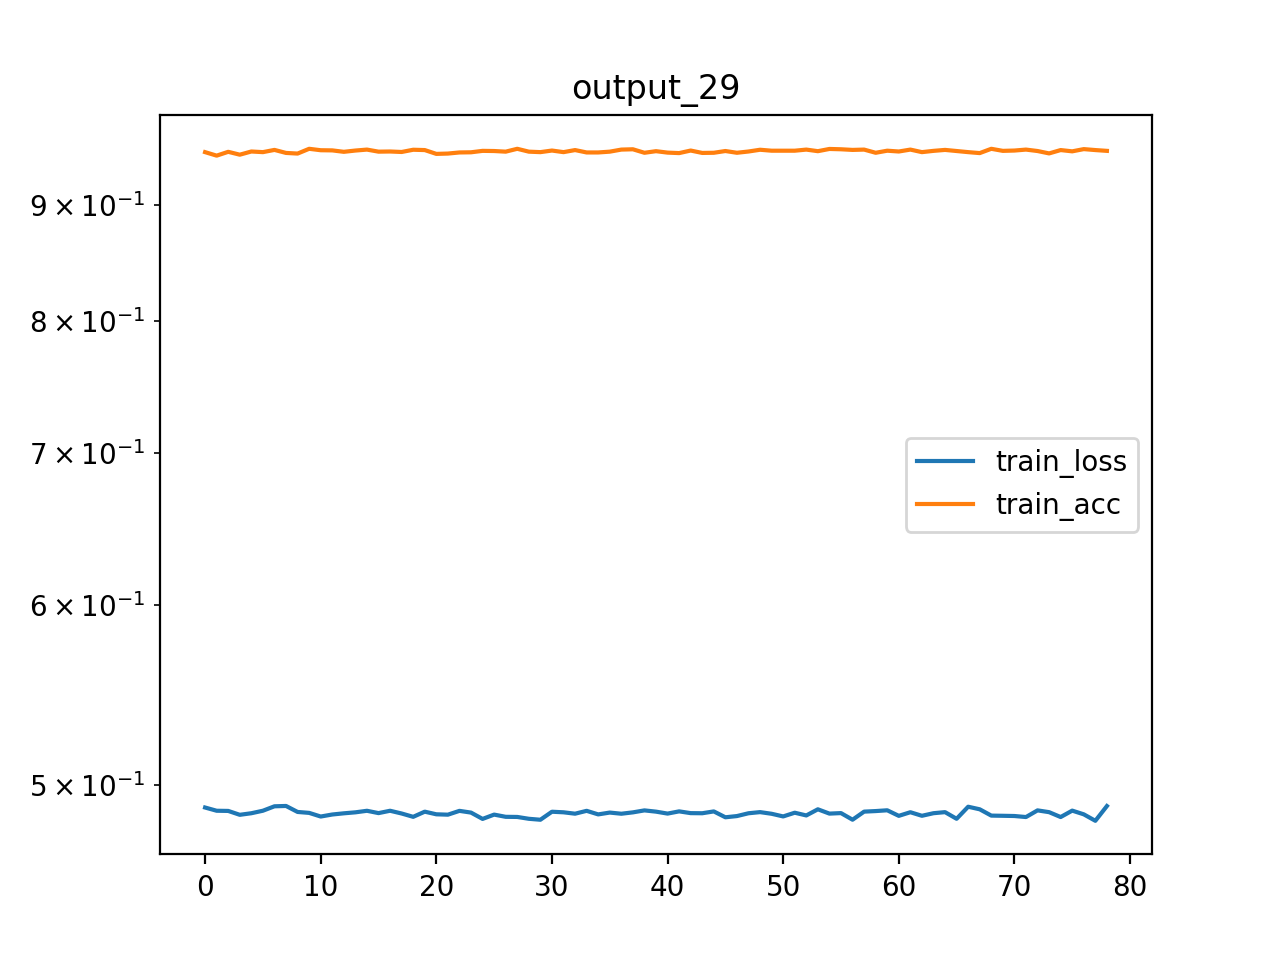 output_29
9 × 10⁻¹
8 × 10⁻¹
7 × 10⁻¹
6 × 10⁻¹
5 × 10⁻¹
train_loss
train_acc
0 10 20 30 40 50 60 70 80